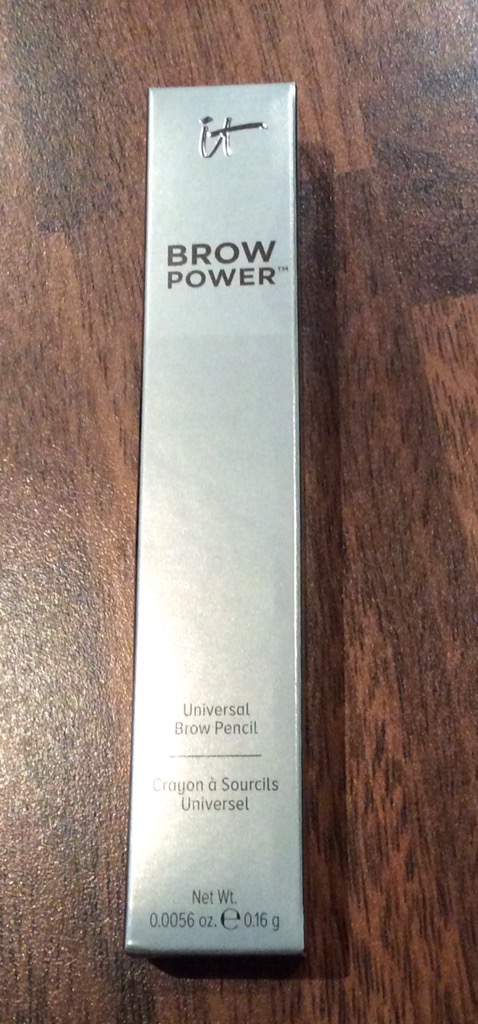 it
BROW
POWER™
Universal
Brow Pencil
Crayon à Sourcils
Universel
Net Wt.
0.0056 oz. ℮ 0.16 g